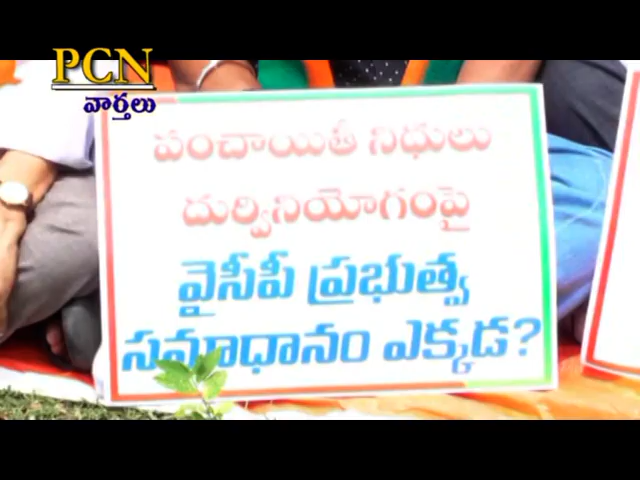 PCN
వార్తలు
పంచాయితీ నిధులు
దుర్వినియోగంపై
వైసీపీ ప్రభుత్వ
సమాధానం ఎక్కడ?